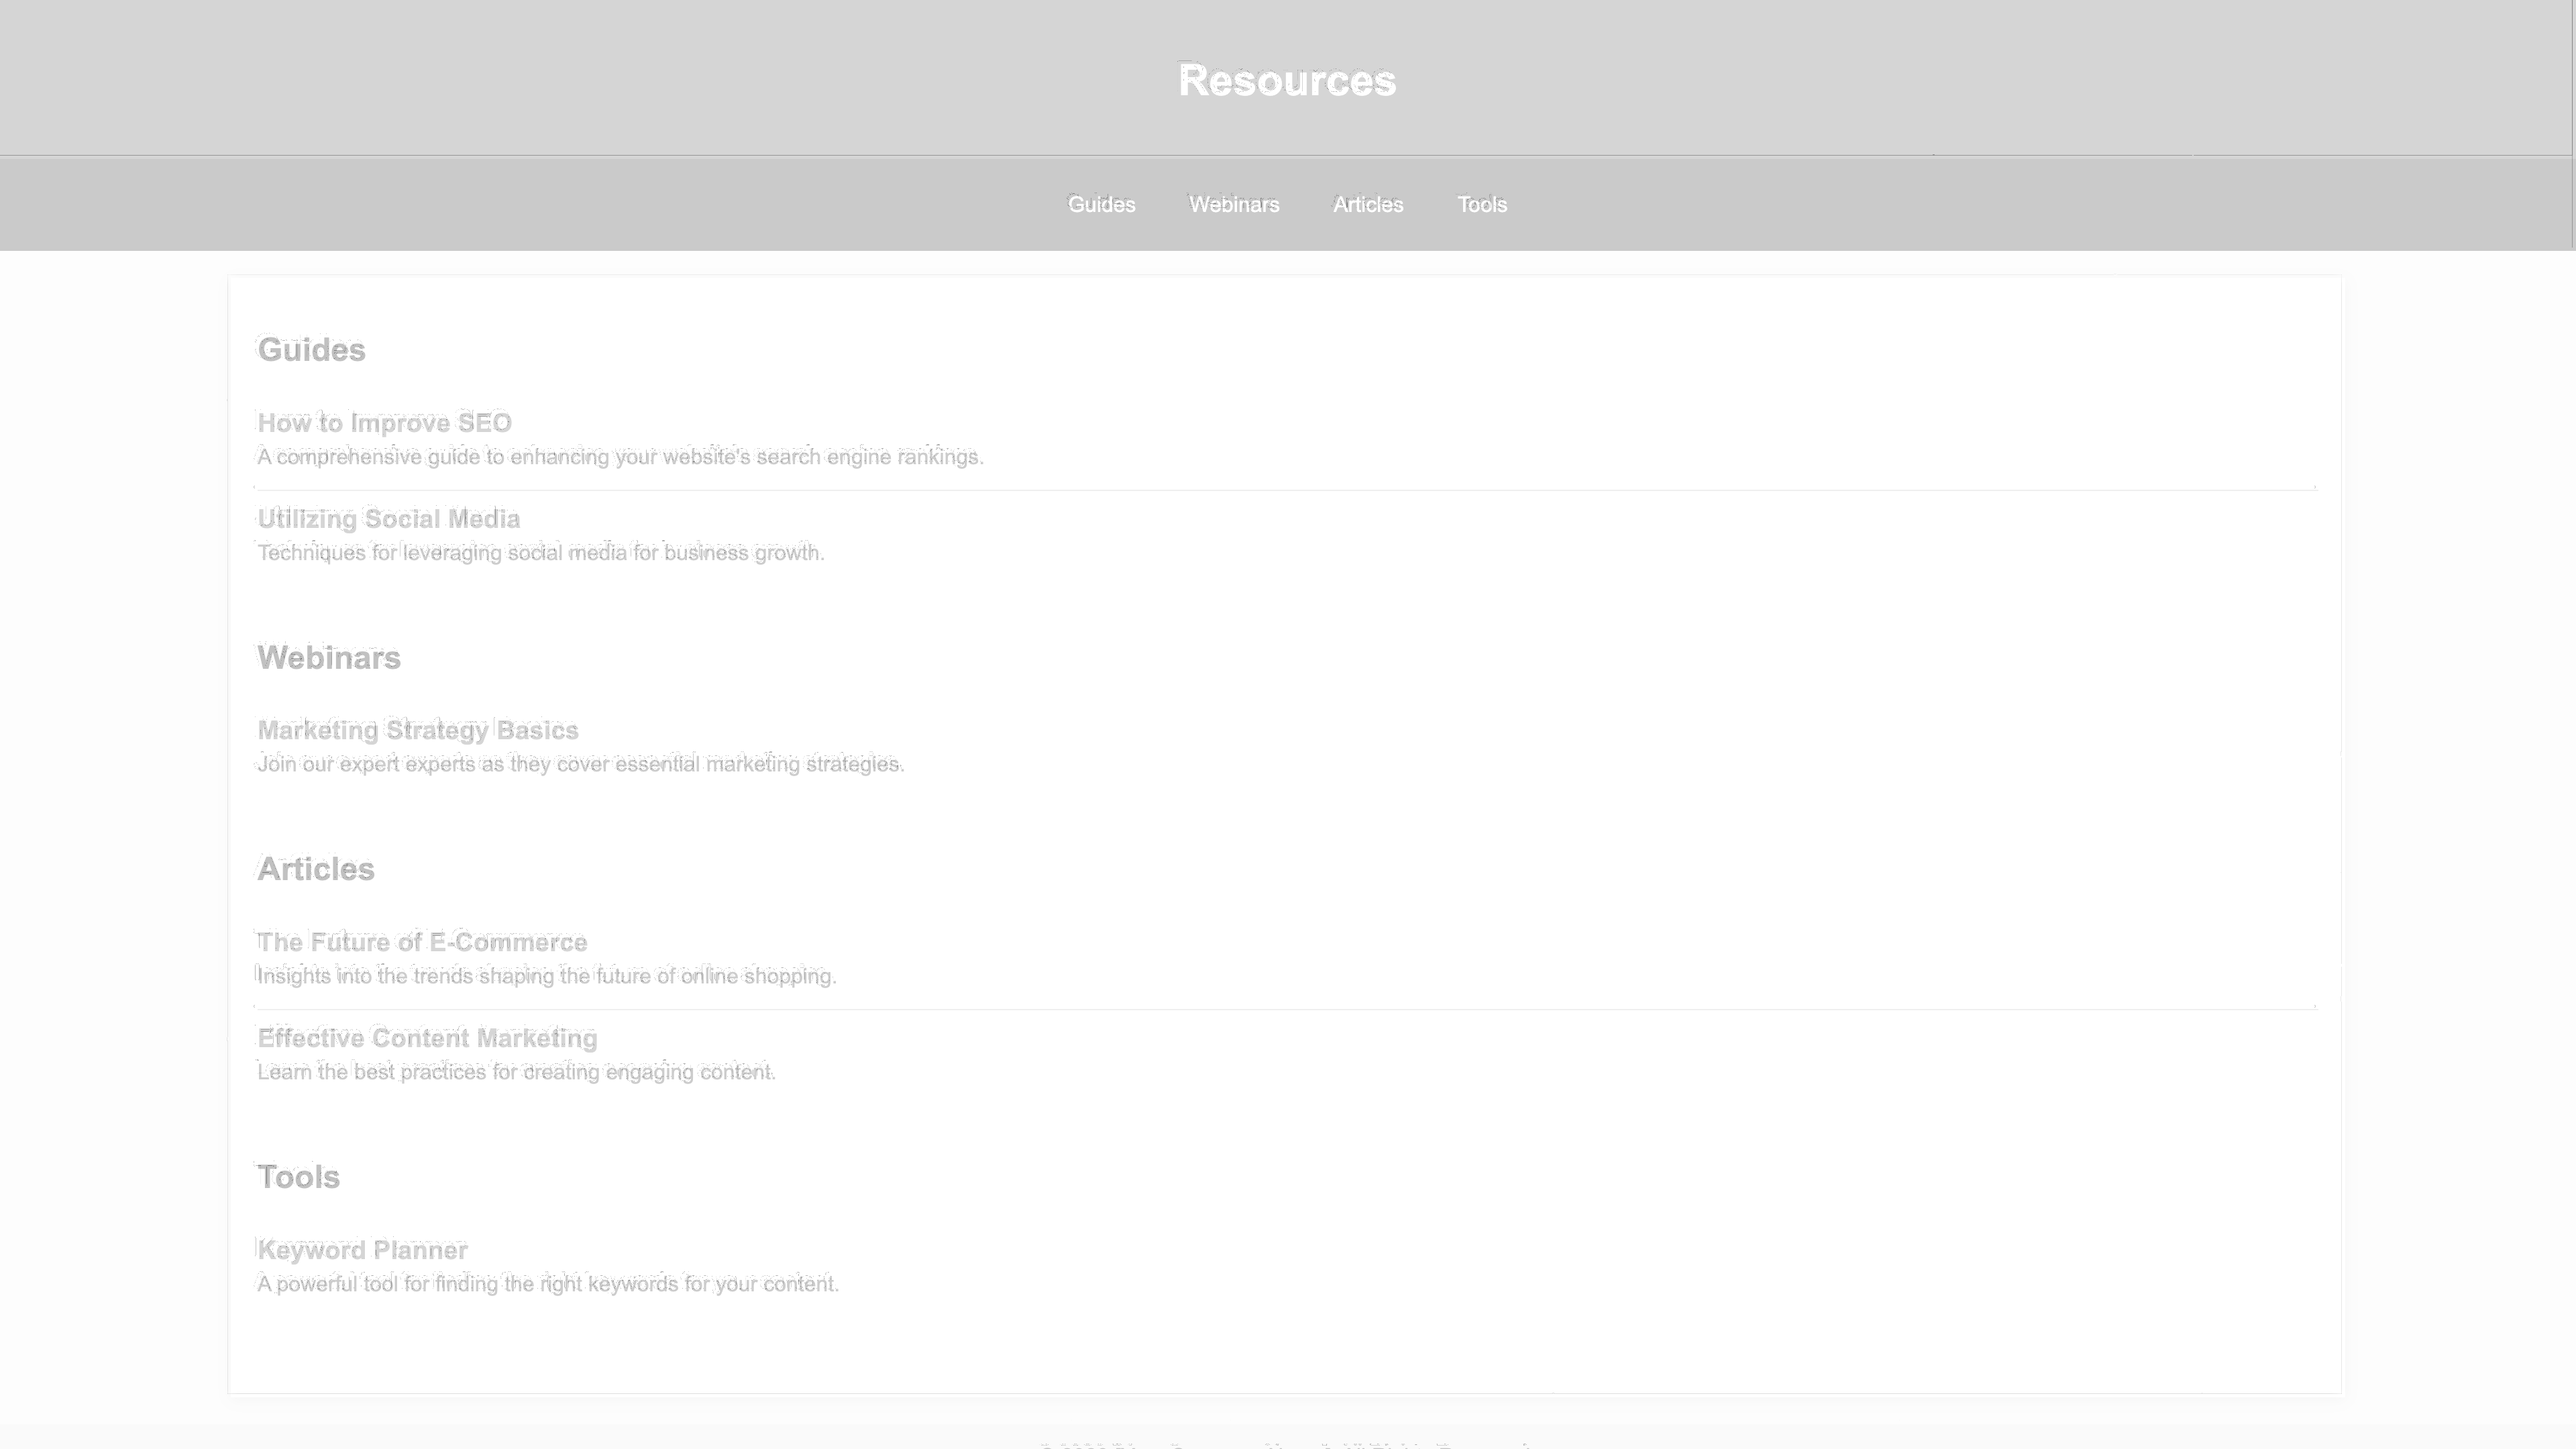 Resources
Guides Webinars Articles Tools
Guides
How to Improve SEO
A comprehensive guide to enhancing your website's search engine rankings.
Utilizing Social Media
Techniques for leveraging social media for business growth.
Webinars
Marketing Strategy Basics
Join our expert experts as they cover essential marketing strategies.
Articles
The Future of E-Commerce
Insights into the trends shaping the future of online shopping.
Effective Content Marketing
Learn the best practices for creating engaging content.
Tools
Keyword Planner
A powerful tool for finding the right keywords for your content.